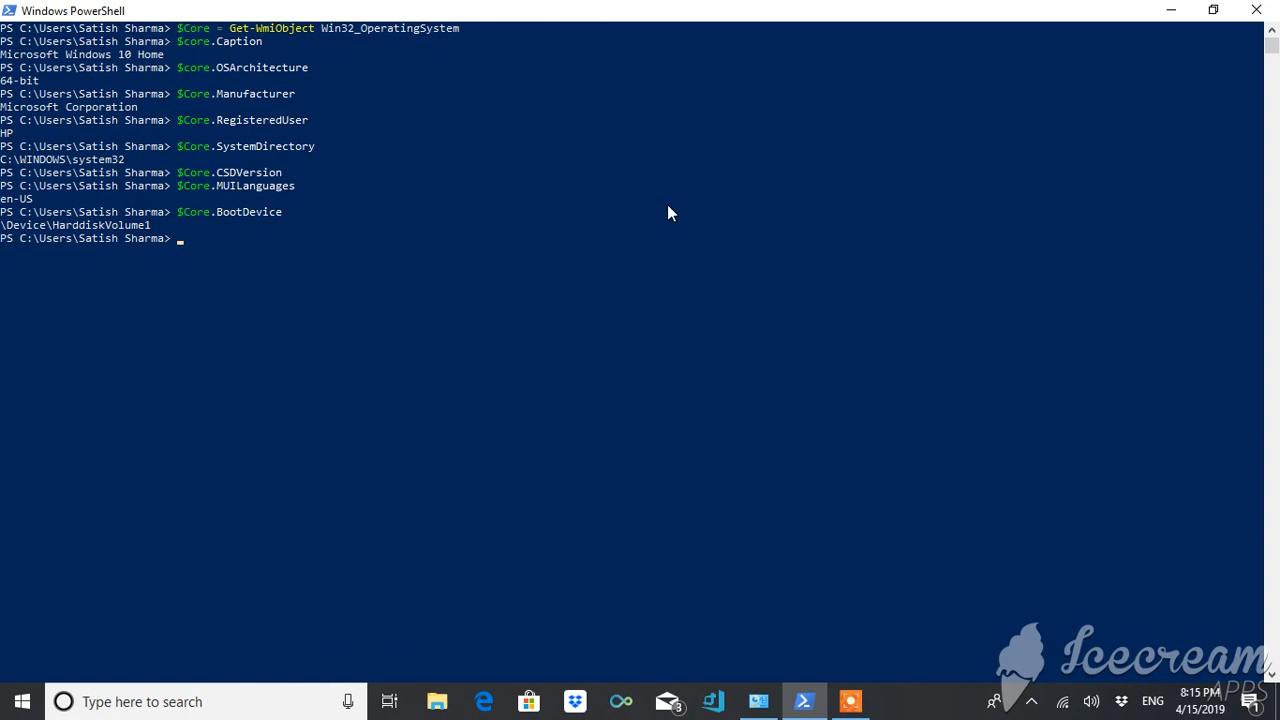 Windows PowerShell
PS C:\Users\Satish Sharma> $Core = Get-WmiObject Win32_OperatingSystem
PS C:\Users\Satish Sharma> $core.Caption
Microsoft Windows 10 Home
PS C:\Users\Satish Sharma> $core.OSArchitecture
64-bit
PS C:\Users\Satish Sharma> $Core.Manufacturer
Microsoft Corporation
PS C:\Users\Satish Sharma> $Core.RegisteredUser
HP
PS C:\Users\Satish Sharma> $Core.SystemDirectory
C:\WINDOWS\system32
PS C:\Users\Satish Sharma> $Core.CSDVersion
PS C:\Users\Satish Sharma> $Core.MUILanguages
en-US
PS C:\Users\Satish Sharma> $Core.BootDevice
\Device\HarddiskVolume1
PS C:\Users\Satish Sharma>
Icecream
APPS
Type here to search
3
ENG
8:15 PM
4/15/2019
1